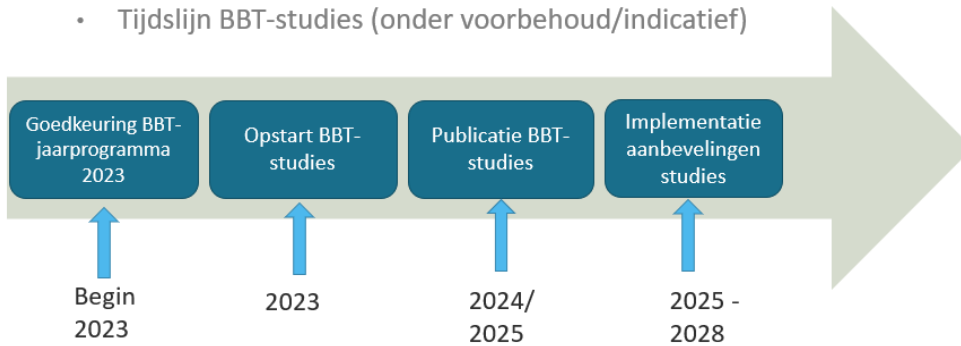 • Tijdslijn BBT-studies (onder voorbehoud/indicatief)
Goedkeuring BBT-
jaarprogramma
2023
Opstart BBT-
studies
Publicatie BBT-
studies
Implementatie
aanbevelingen
studies
Begin
2023
2023
2024/
2025
2025 -
2028